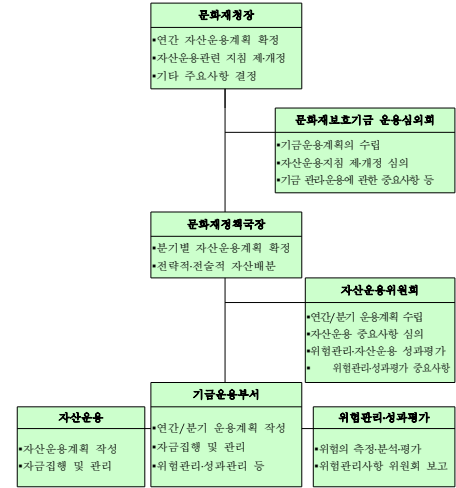 문화재청장
▪연간 자산운용계획 확정
▪자산운용관련 지침 제·개정
▪기타 주요사항 결정
문화재보호기금 운용심의회
▪기금운용계획의 수립
▪자산운용지침 제·개정 심의
▪기금 관리·운용에 관한 중요사항 등
문화재정책국장
▪분기별 자산운용계획 확정
▪전략적·전술적 자산배분
자산운용위원회
▪연간/분기 운용계획 수립
▪자산운용 중요사항 심의
▪위험관리·자산운용 성과평가
▪ 위험관리·성과평가 중요사항
기금운용부서
▪연간/분기 운용계획 작성
▪자금집행 및 관리
▪위험관리·성과관리 등
자산운용
▪자산운용계획 작성
▪자금집행 및 관리
위험관리·성과평가
▪위험의 측정·분석·평가
▪위험관리사항 위원회 보고